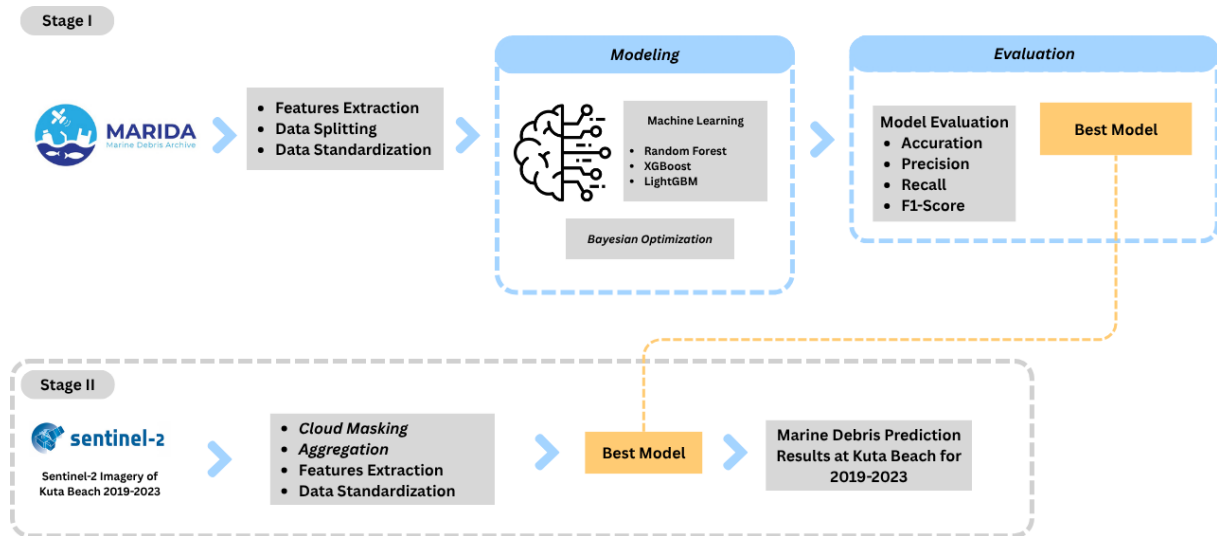 Stage I
MARIDA
Marine Debris Archive
• Features Extraction
• Data Splitting
• Data Standardization
Modeling
Machine Learning
• Random Forest
• XGBoost
• LightGBM
Bayesian Optimization
Evaluation
Model Evaluation
• Accuration
• Precision
• Recall
• F1-Score
Best Model
Stage II
sentinel-2
Sentinel-2 Imagery of
Kuta Beach 2019-2023
• Cloud Masking
• Aggregation
• Features Extraction
• Data Standardization
Best Model
Marine Debris Prediction
Results at Kuta Beach for
2019-2023